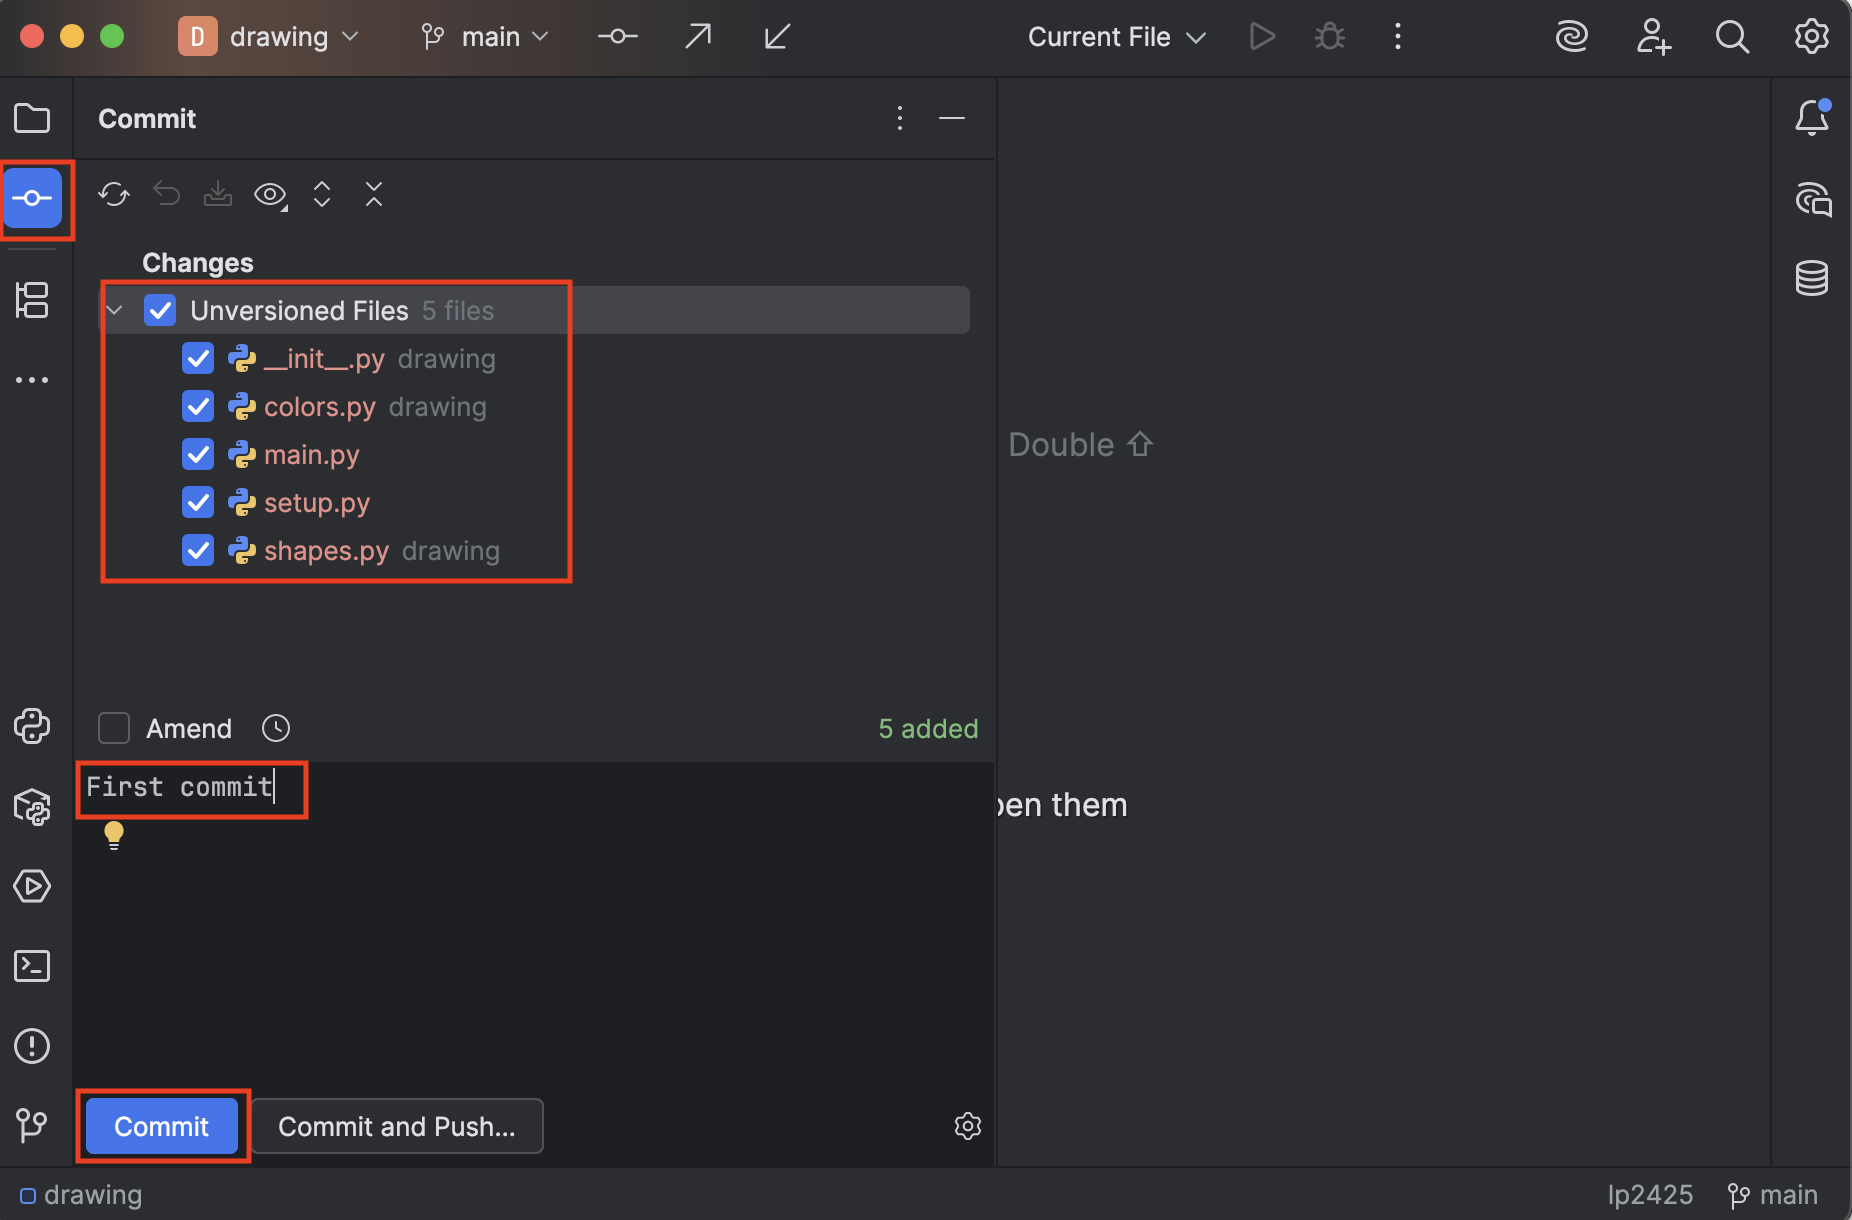 D drawing main Current File
Commit
Changes
Unversioned Files 5 files
__init__.py drawing
colors.py drawing
main.py
setup.py
shapes.py drawing
Double
Amend 5 added
First commit
them
Commit Commit and Push...
drawing lp2425 main